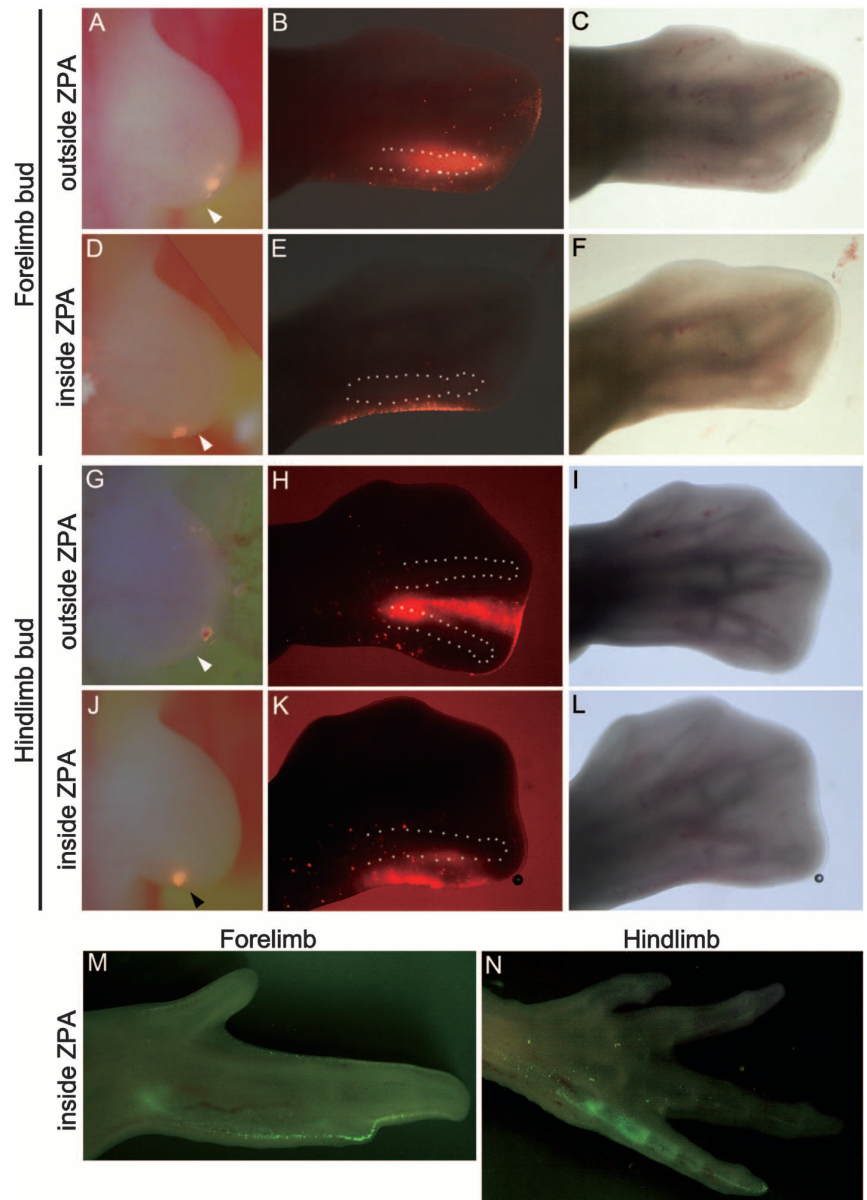 Forelimb bud
outside ZPA
A
B
C
inside ZPA
D
E
F
Hindlimb bud
outside ZPA
G
H
I
inside ZPA
J
K
L
Forelimb
Hindlimb
inside ZPA
M
N